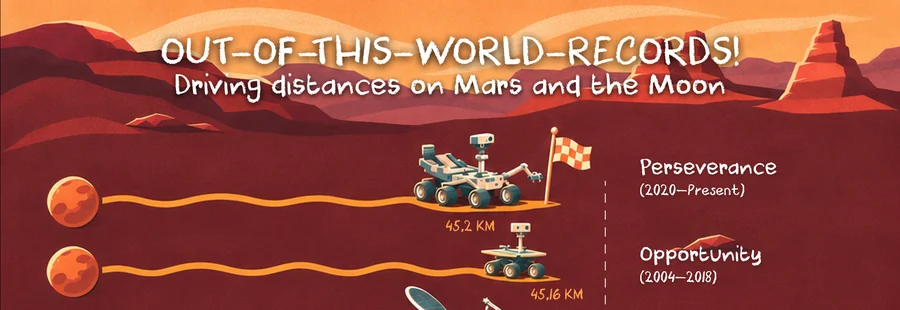 OUT-OF-THIS-WORLD-RECORDS!
Driving distances on Mars and the Moon
Perseverance
(2020–Present)
45,2 KM
Opportunity
(2004–2018)
45,16 KM